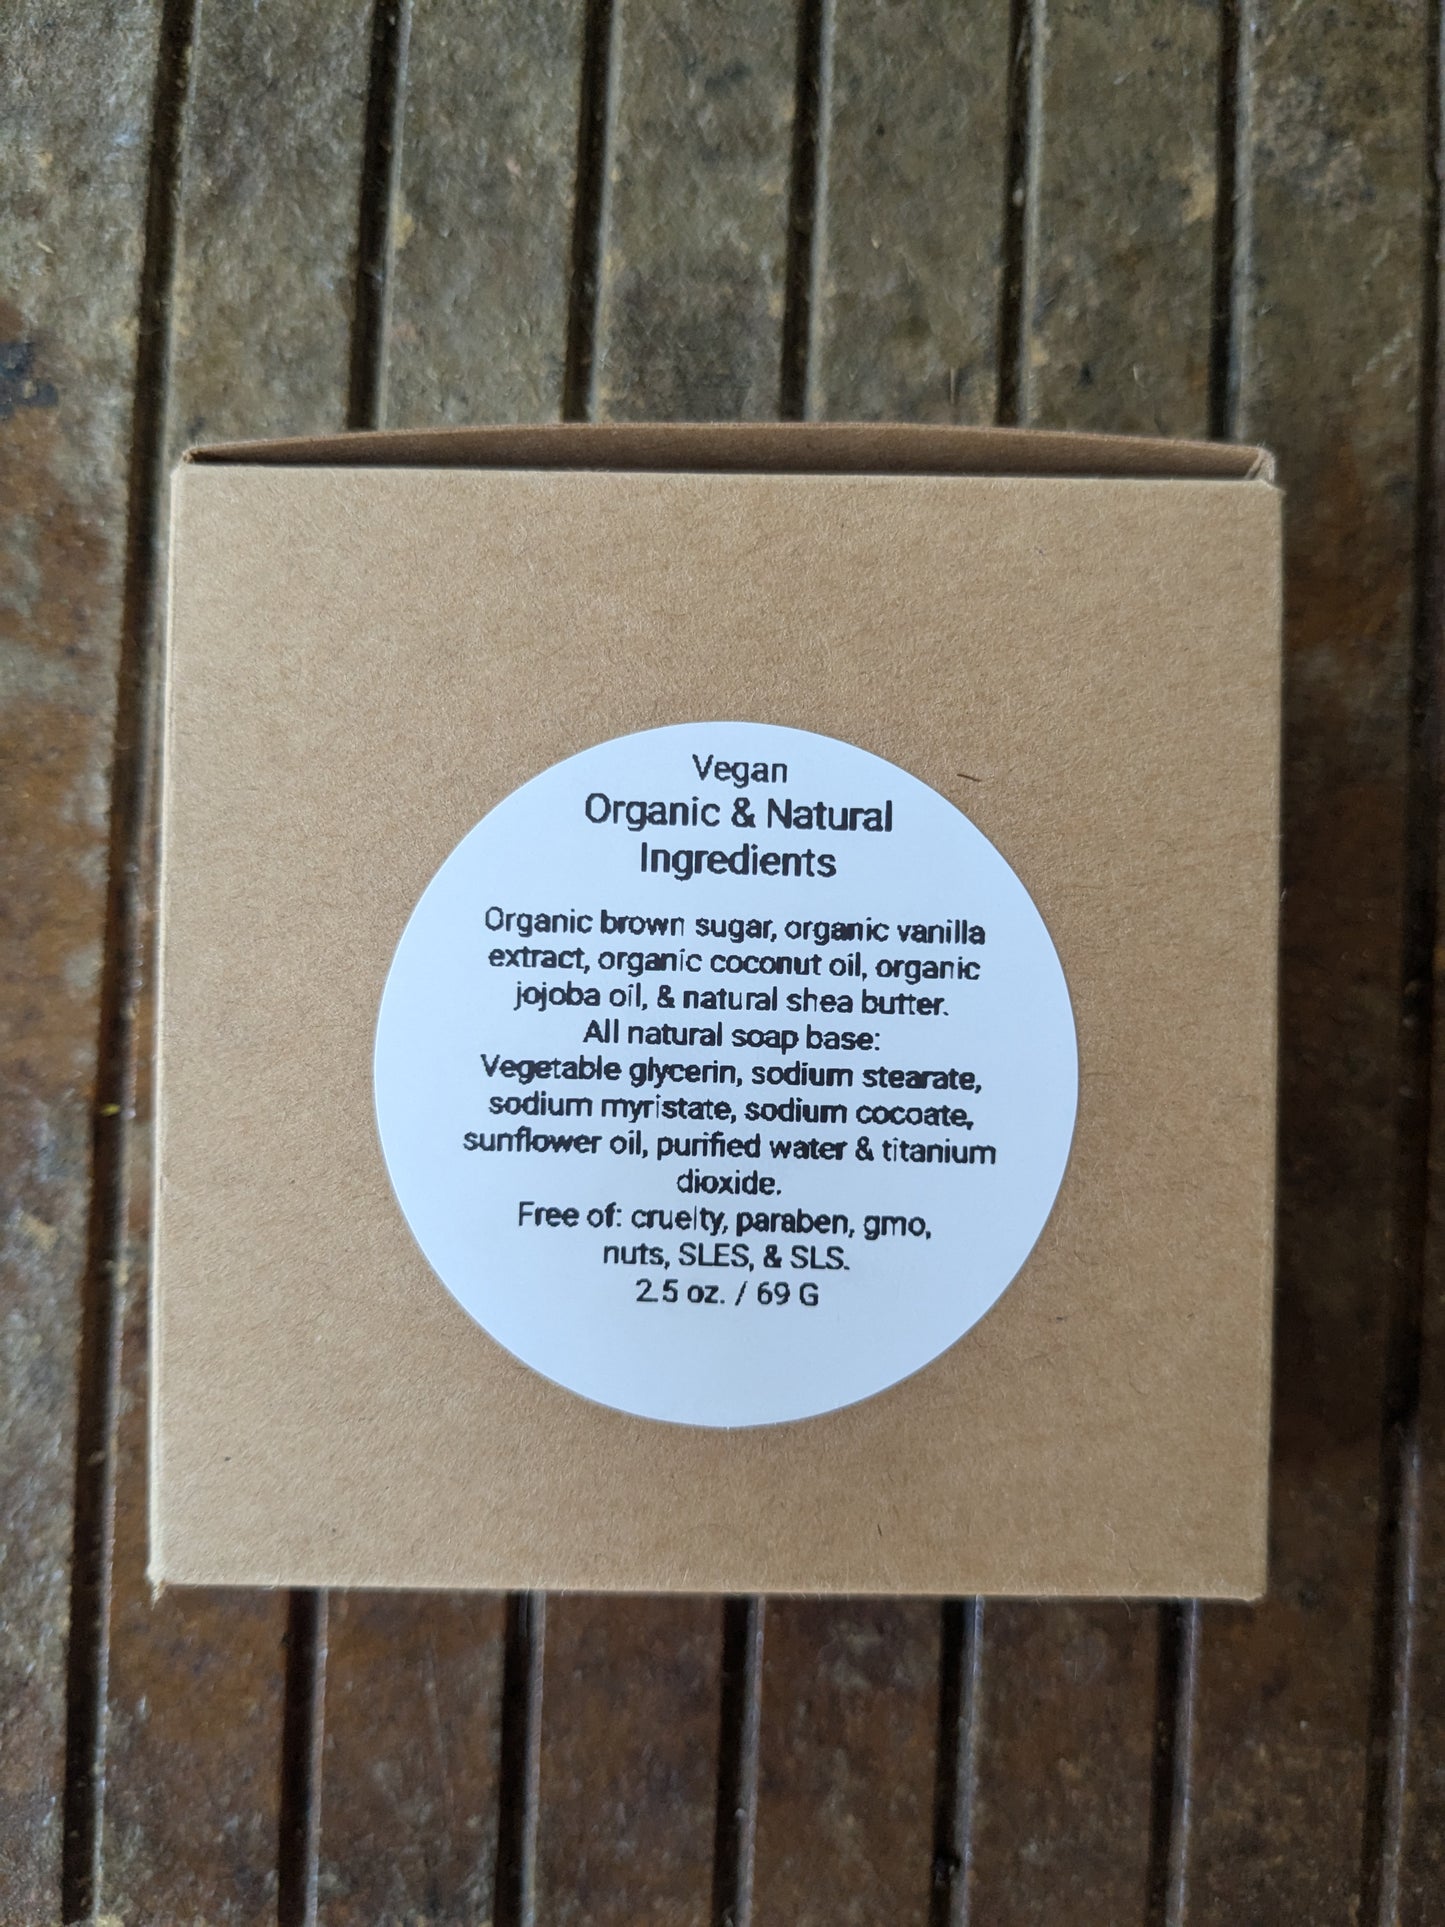 Vegan
Organic & Natural
Ingredients
Organic brown sugar, organic vanilla
extract, organic coconut oil, organic
jojoba oil, & natural shea butter.
All natural soap base:
Vegetable glycerin, sodium stearate,
sodium myristate, sodium cocoate,
sunflower oil, purified water & titanium
dioxide.
Free of: cruelty, paraben, gmo,
nuts, SLES, & SLS.
2.5 oz. / 69 G